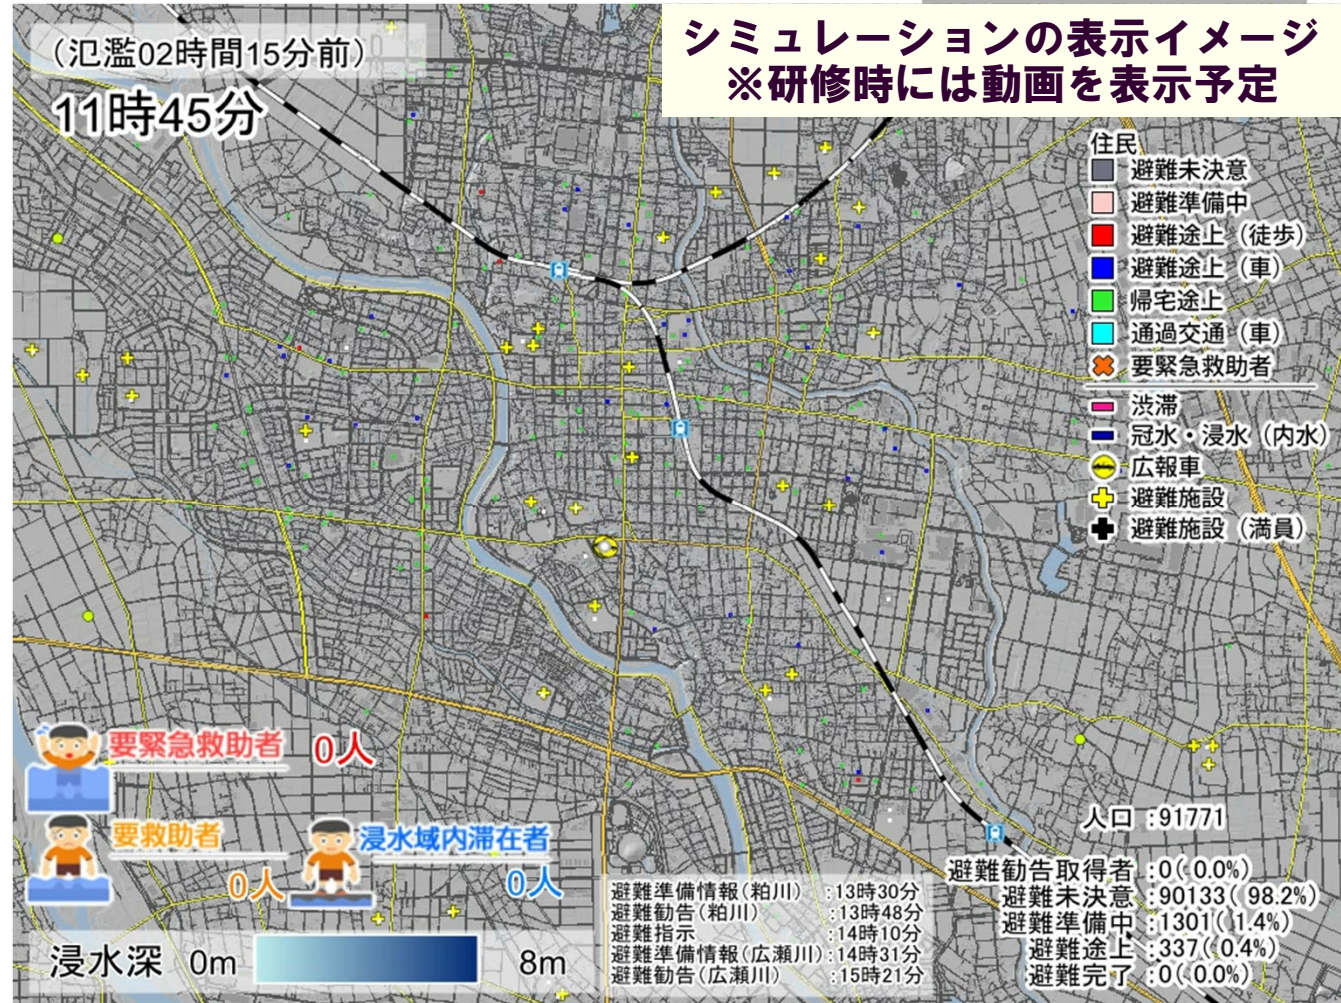 シミュレーションの表示イメージ
※研修時には動画を表示予定
(氾濫02時間15分前)
11時45分
住民
避難未決意
避難準備中
避難途上(徒歩)
避難途上(車)
帰宅途上
通過交通(車)
要緊急救助者
渋滞
冠水・浸水(内水)
広報車
避難施設
避難施設(満員)
要緊急救助者 0人
要救助者 0人
浸水域内滞在者 0人
浸水深 0m 8m
避難準備情報(粕川) :13時30分
避難勧告(粕川) :13時48分
避難指示 :14時10分
避難準備情報(広瀬川):14時31分
避難勧告(広瀬川) :15時21分
人口 :91771
避難勧告取得者 :0( 0.0%)
避難未決意 :90133( 98.2%)
避難準備中 :1301( 1.4%)
避難途上 :337( 0.4%)
避難完了 :0( 0.0%)